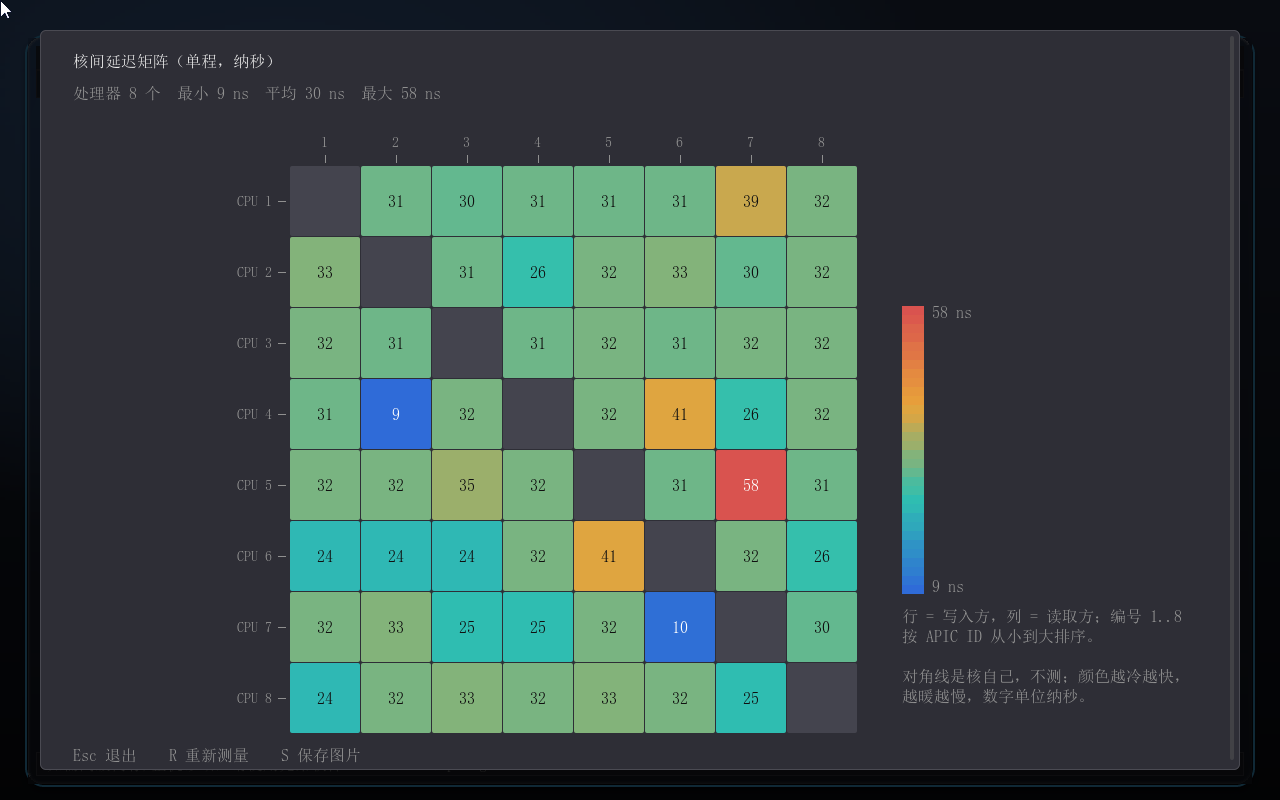 核间延迟矩阵（单程，纳秒）
处理器 8 个　最小 9 ns　平均 30 ns　最大 58 ns
1 2 3 4 5 6 7 8
CPU 1 31 30 31 31 31 39 32
CPU 2 33 31 26 32 33 30 32
CPU 3 32 31 31 32 31 32 32
CPU 4 31 9 32 32 41 26 32
CPU 5 32 32 35 32 31 58 31
CPU 6 24 24 24 32 41 32 26
CPU 7 32 33 25 25 32 10 30
CPU 8 24 32 33 32 33 32 25
58 ns
9 ns
行 = 写入方，列 = 读取方；编号 1..8
按 APIC ID 从小到大排序。
对角线是核自己，不测；颜色越冷越快，
越暖越慢，数字单位纳秒。
Esc 退出　R 重新测量　S 保存图片